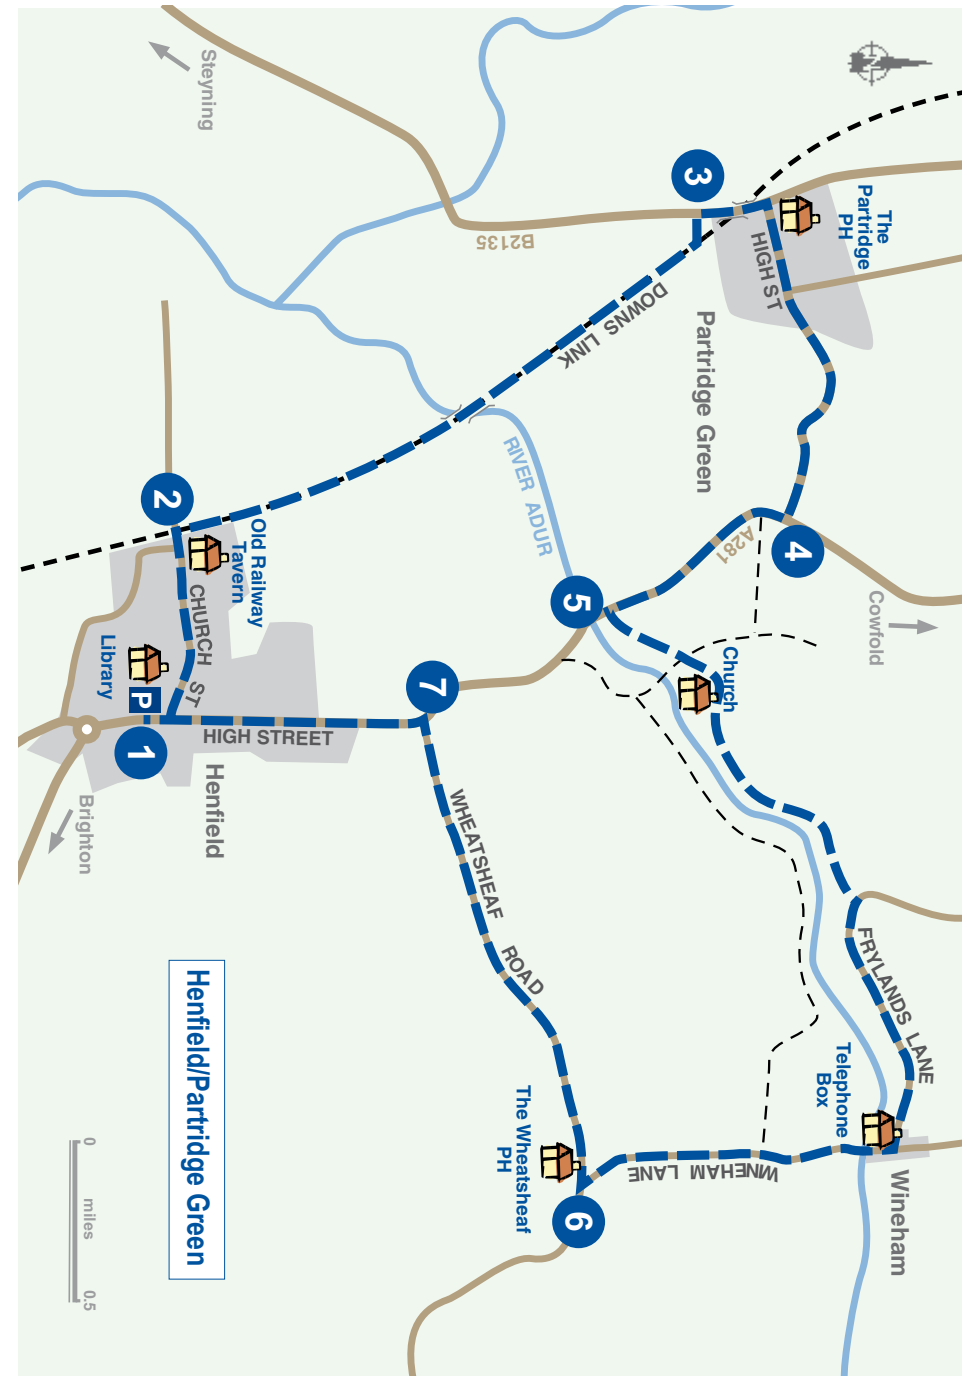 Steyning
3
The
Partridge
PH
HIGH ST
B2135
DOWNS LINK
Partridge Green
RIVER ADUR
2
Old Railway
Tavern
CHURCH ST
Library
P
1
HIGH STREET
Henfield
Brighton
A281
4
Cowfold
5
Church
7
WHEATSHEAF ROAD
FRYLANDS LANE
Telephone
Box
Wineham
WINEHAM LANE
The Wheatsheaf
PH
6
Henfield/Partridge Green
0 miles 0.5